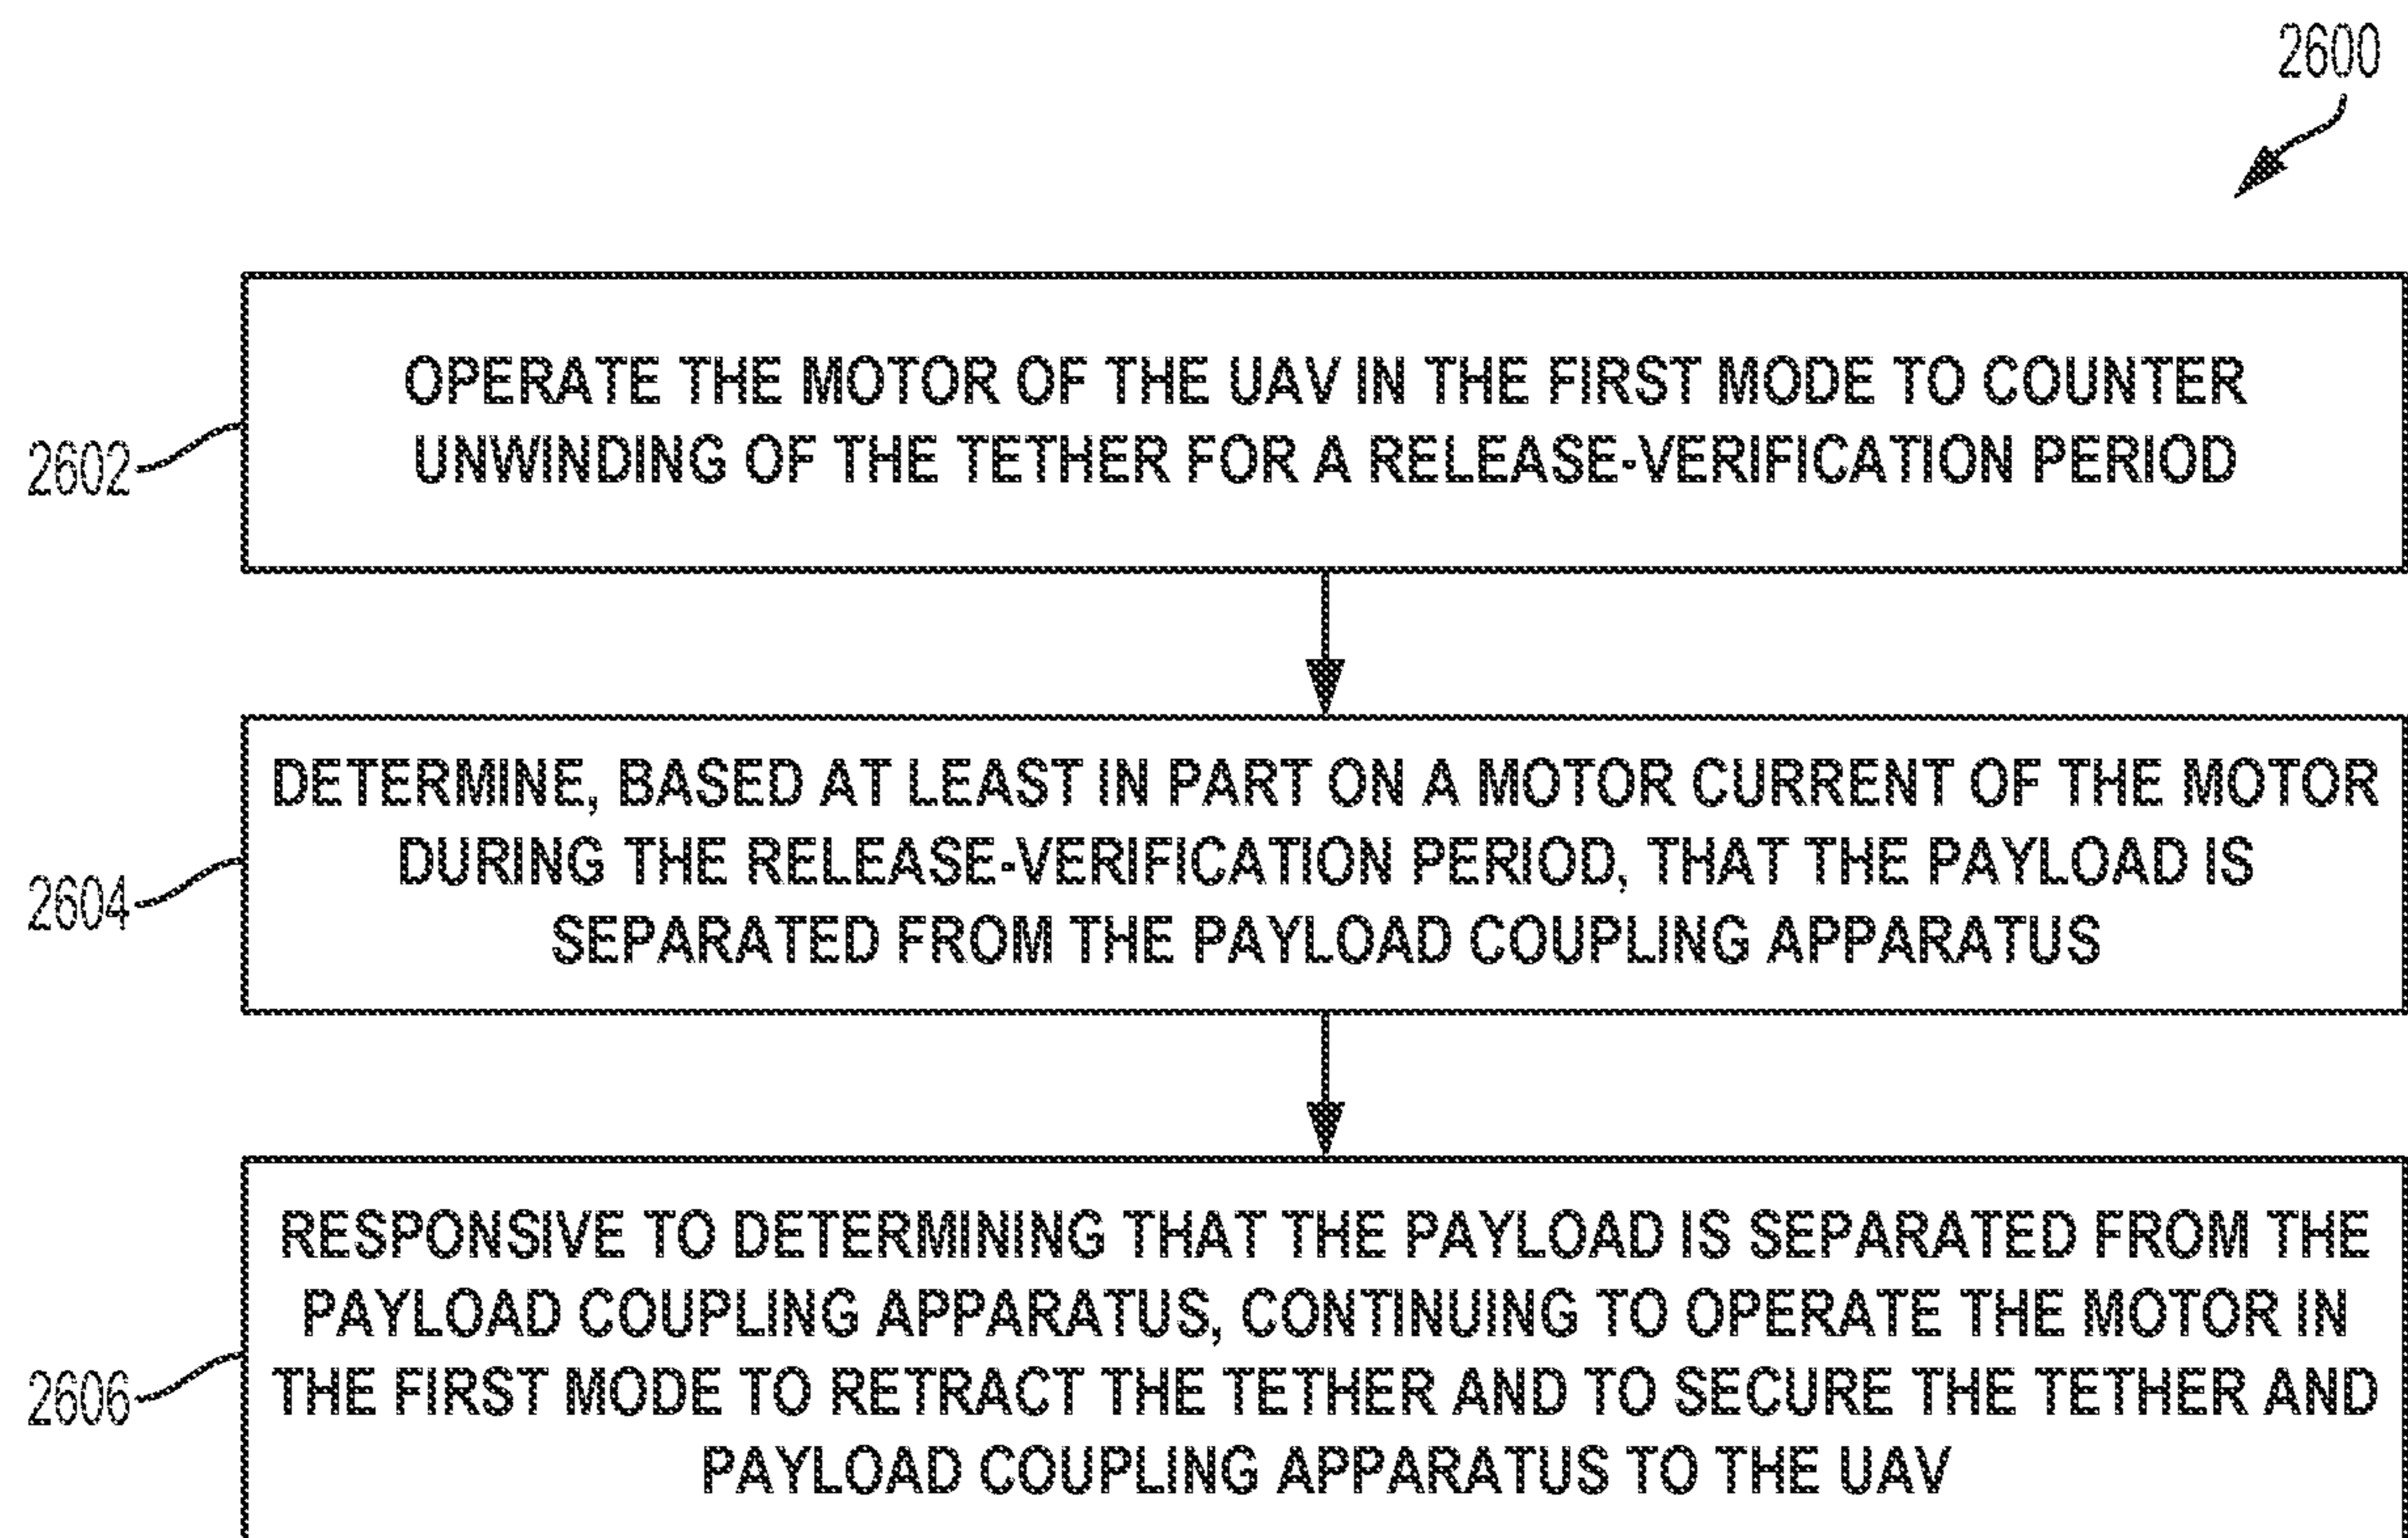 2600
OPERATE THE MOTOR OF THE UAV IN THE FIRST MODE TO COUNTER
UNWINDING OF THE TETHER FOR A RELEASE-VERIFICATION PERIOD
2602
DETERMINE, BASED AT LEAST IN PART ON A MOTOR CURRENT OF THE MOTOR
DURING THE RELEASE-VERIFICATION PERIOD, THAT THE PAYLOAD IS
SEPARATED FROM THE PAYLOAD COUPLING APPARATUS
2604
RESPONSIVE TO DETERMINING THAT THE PAYLOAD IS SEPARATED FROM THE
PAYLOAD COUPLING APPARATUS, CONTINUING TO OPERATE THE MOTOR IN
THE FIRST MODE TO RETRACT THE TETHER AND TO SECURE THE TETHER AND
PAYLOAD COUPLING APPARATUS TO THE UAV
2606